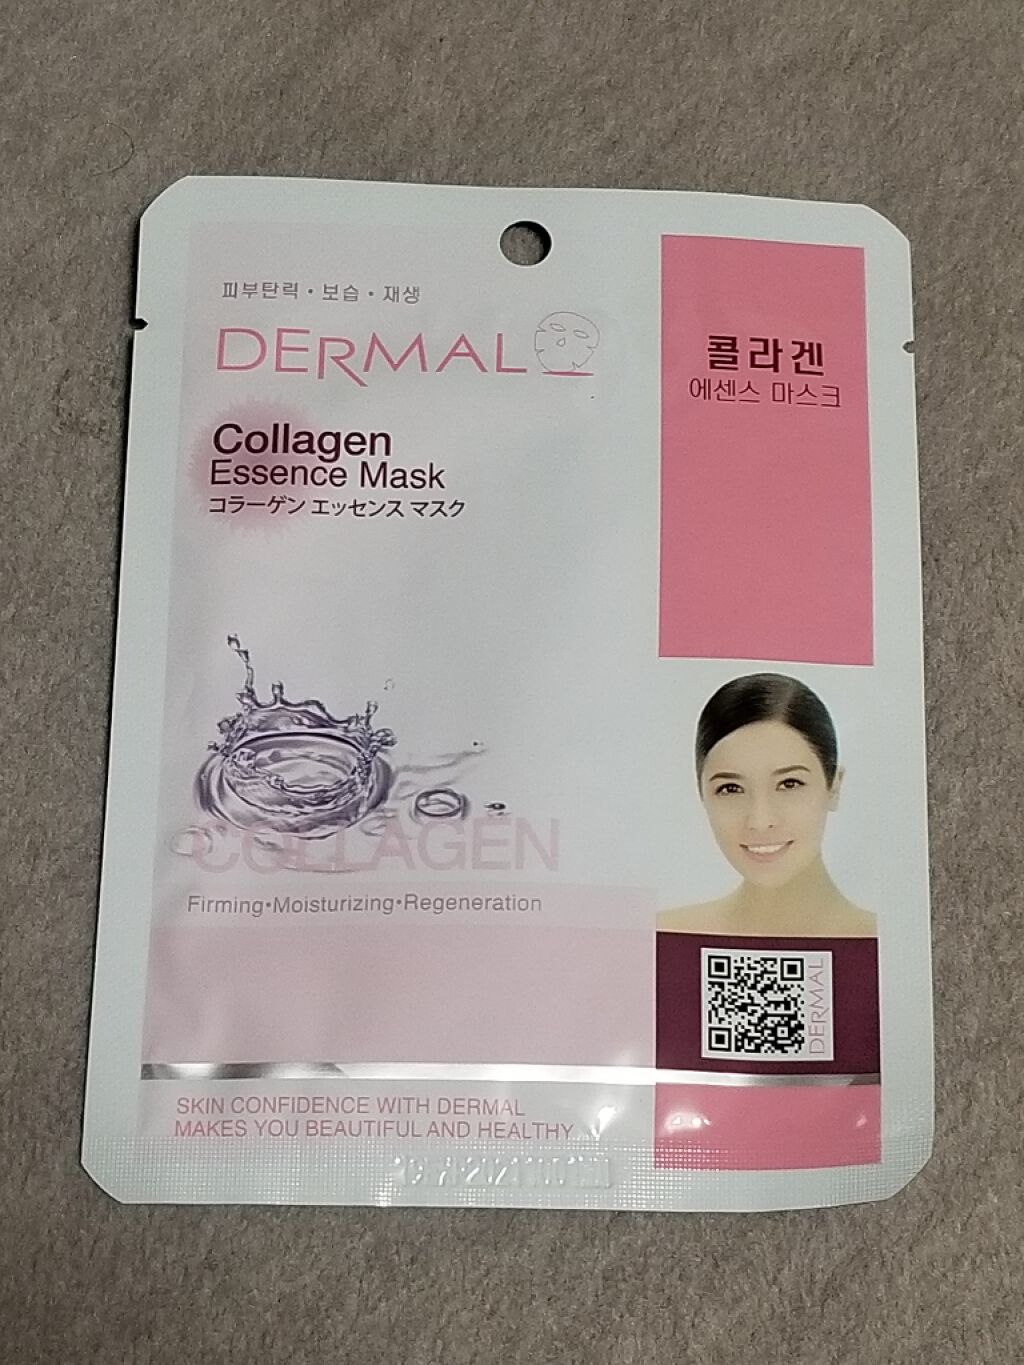 피부탄력・보습・재생
DERMAL
콜라겐
에센스 마스크
Collagen
Essence Mask
コラーゲン エッセンス マスク
COLLAGEN
Firming•Moisturizing•Regeneration
DERMAL
SKIN CONFIDENCE WITH DERMAL
MAKES YOU BEAUTIFUL AND HEALTHY